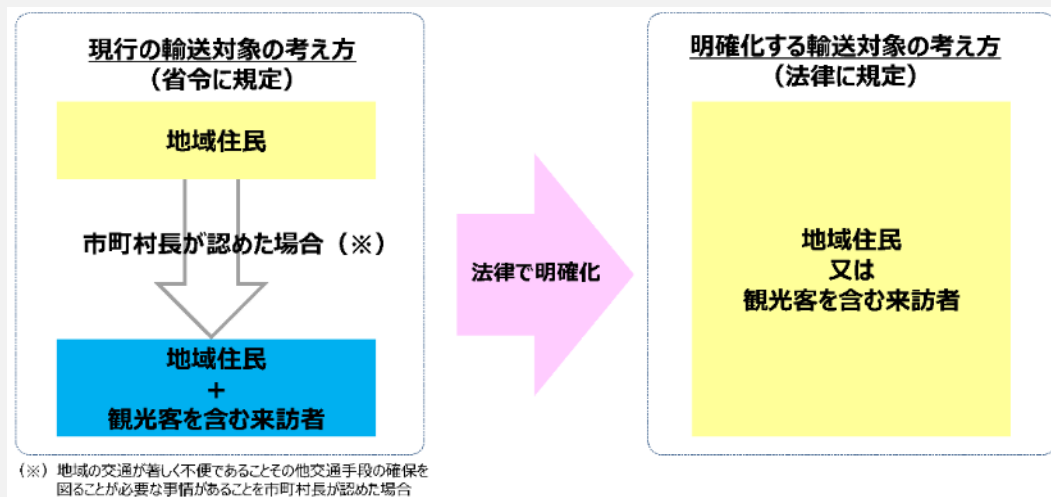 現行の輸送対象の考え方
（省令に規定）
地域住民
市町村長が認めた場合（※）
地域住民
＋
観光客を含む来訪者
（※）地域の交通が著しく不便であることその他交通手段の確保を
図ることが必要な事情があることを市町村長が認めた場合
法律で明確化
明確化する輸送対象の考え方
（法律に規定）
地域住民
又は
観光客を含む来訪者